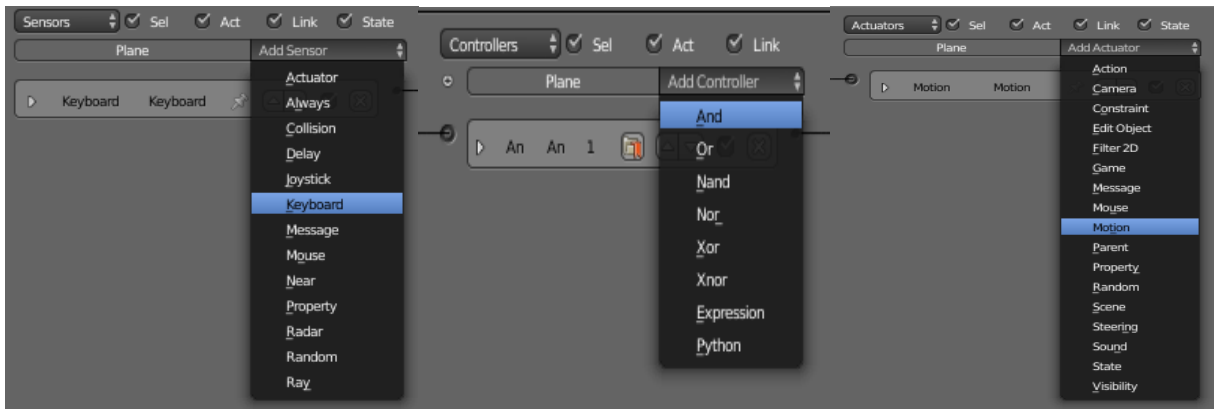 Sensors Sel Act Link State
Plane Add Sensor
Keyboard Keyboard
Actuator
Always
Collision
Delay
Joystick
Keyboard
Message
Mouse
Near
Property
Radar
Random
Ray
Controllers Sel Act Link
Plane Add Controller
An An 1
And
Or
Nand
Nor
Xor
Xnor
Expression
Python
Actuators Sel Act Link State
Plane Add Actuator
Motion Motion
Action
Camera
Constraint
Edit Object
Filter 2D
Game
Message
Mouse
Motion
Parent
Property
Random
Scene
Steering
Sound
State
Visibility